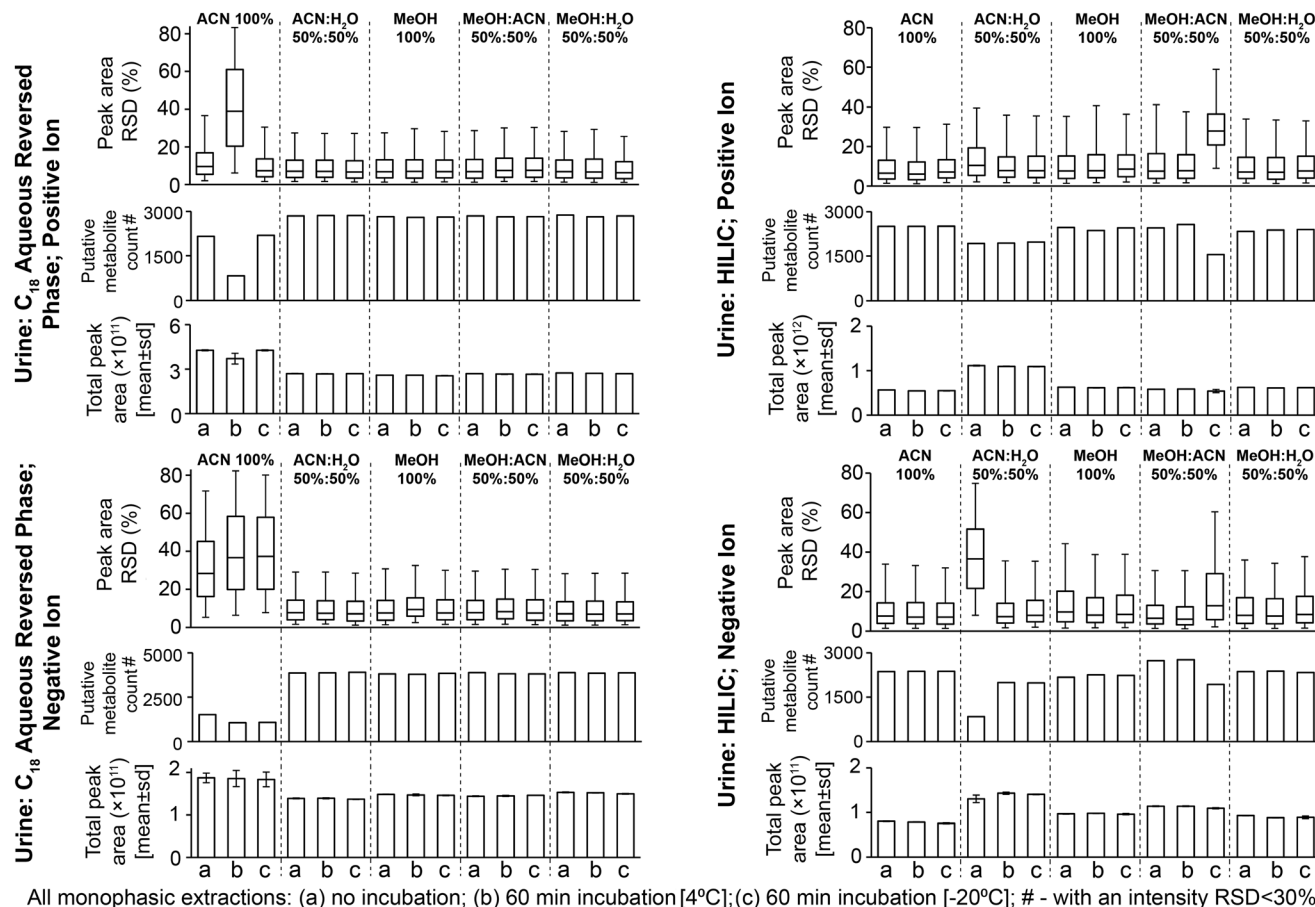 Urine: C18 Aqueous Reversed
Phase; Positive Ion
ACN 100%
ACN:H2O
50%:50%
MeOH
100%
MeOH:ACN
50%:50%
MeOH:H2O
50%:50%
Peak area
RSD (%)
80
60
40
20
0
Putative
metabolite
count#
3000
1500
0
Total peak
area (×10¹¹)
[mean±sd]
6
3
0
a b c a b c a b c a b c a b c
Urine: HILIC; Positive Ion
ACN
100%
ACN:H2O
50%:50%
MeOH
100%
MeOH:ACN
50%:50%
MeOH:H2O
50%:50%
Peak area
RSD (%)
80
60
40
20
0
Putative
metabolite
count#
3000
1500
0
Total peak
area (×10¹²)
[mean±sd]
2
1
0
a b c a b c a b c a b c a b c
Urine: C18 Aqueous Reversed Phase;
Negative Ion
ACN 100%
ACN:H2O
50%:50%
MeOH
100%
MeOH:ACN
50%:50%
MeOH:H2O
50%:50%
Peak area
RSD (%)
80
60
40
20
0
Putative
metabolite
count#
5000
2500
0
Total peak
area (×10¹¹)
[mean±sd]
2
1
0
a b c a b c a b c a b c a b c
Urine: HILIC; Negative Ion
ACN
100%
ACN:H2O
50%:50%
MeOH
100%
MeOH:ACN
50%:50%
MeOH:H2O
50%:50%
Peak area
RSD (%)
80
60
40
20
0
Putative
metabolite
count#
3000
1500
0
Total peak
area (×10¹¹)
[mean±sd]
2
1
0
a b c a b c a b c a b c a b c
All monophasic extractions: (a) no incubation; (b) 60 min incubation [4ºC];(c) 60 min incubation [-20ºC]; # - with an intensity RSD<30%